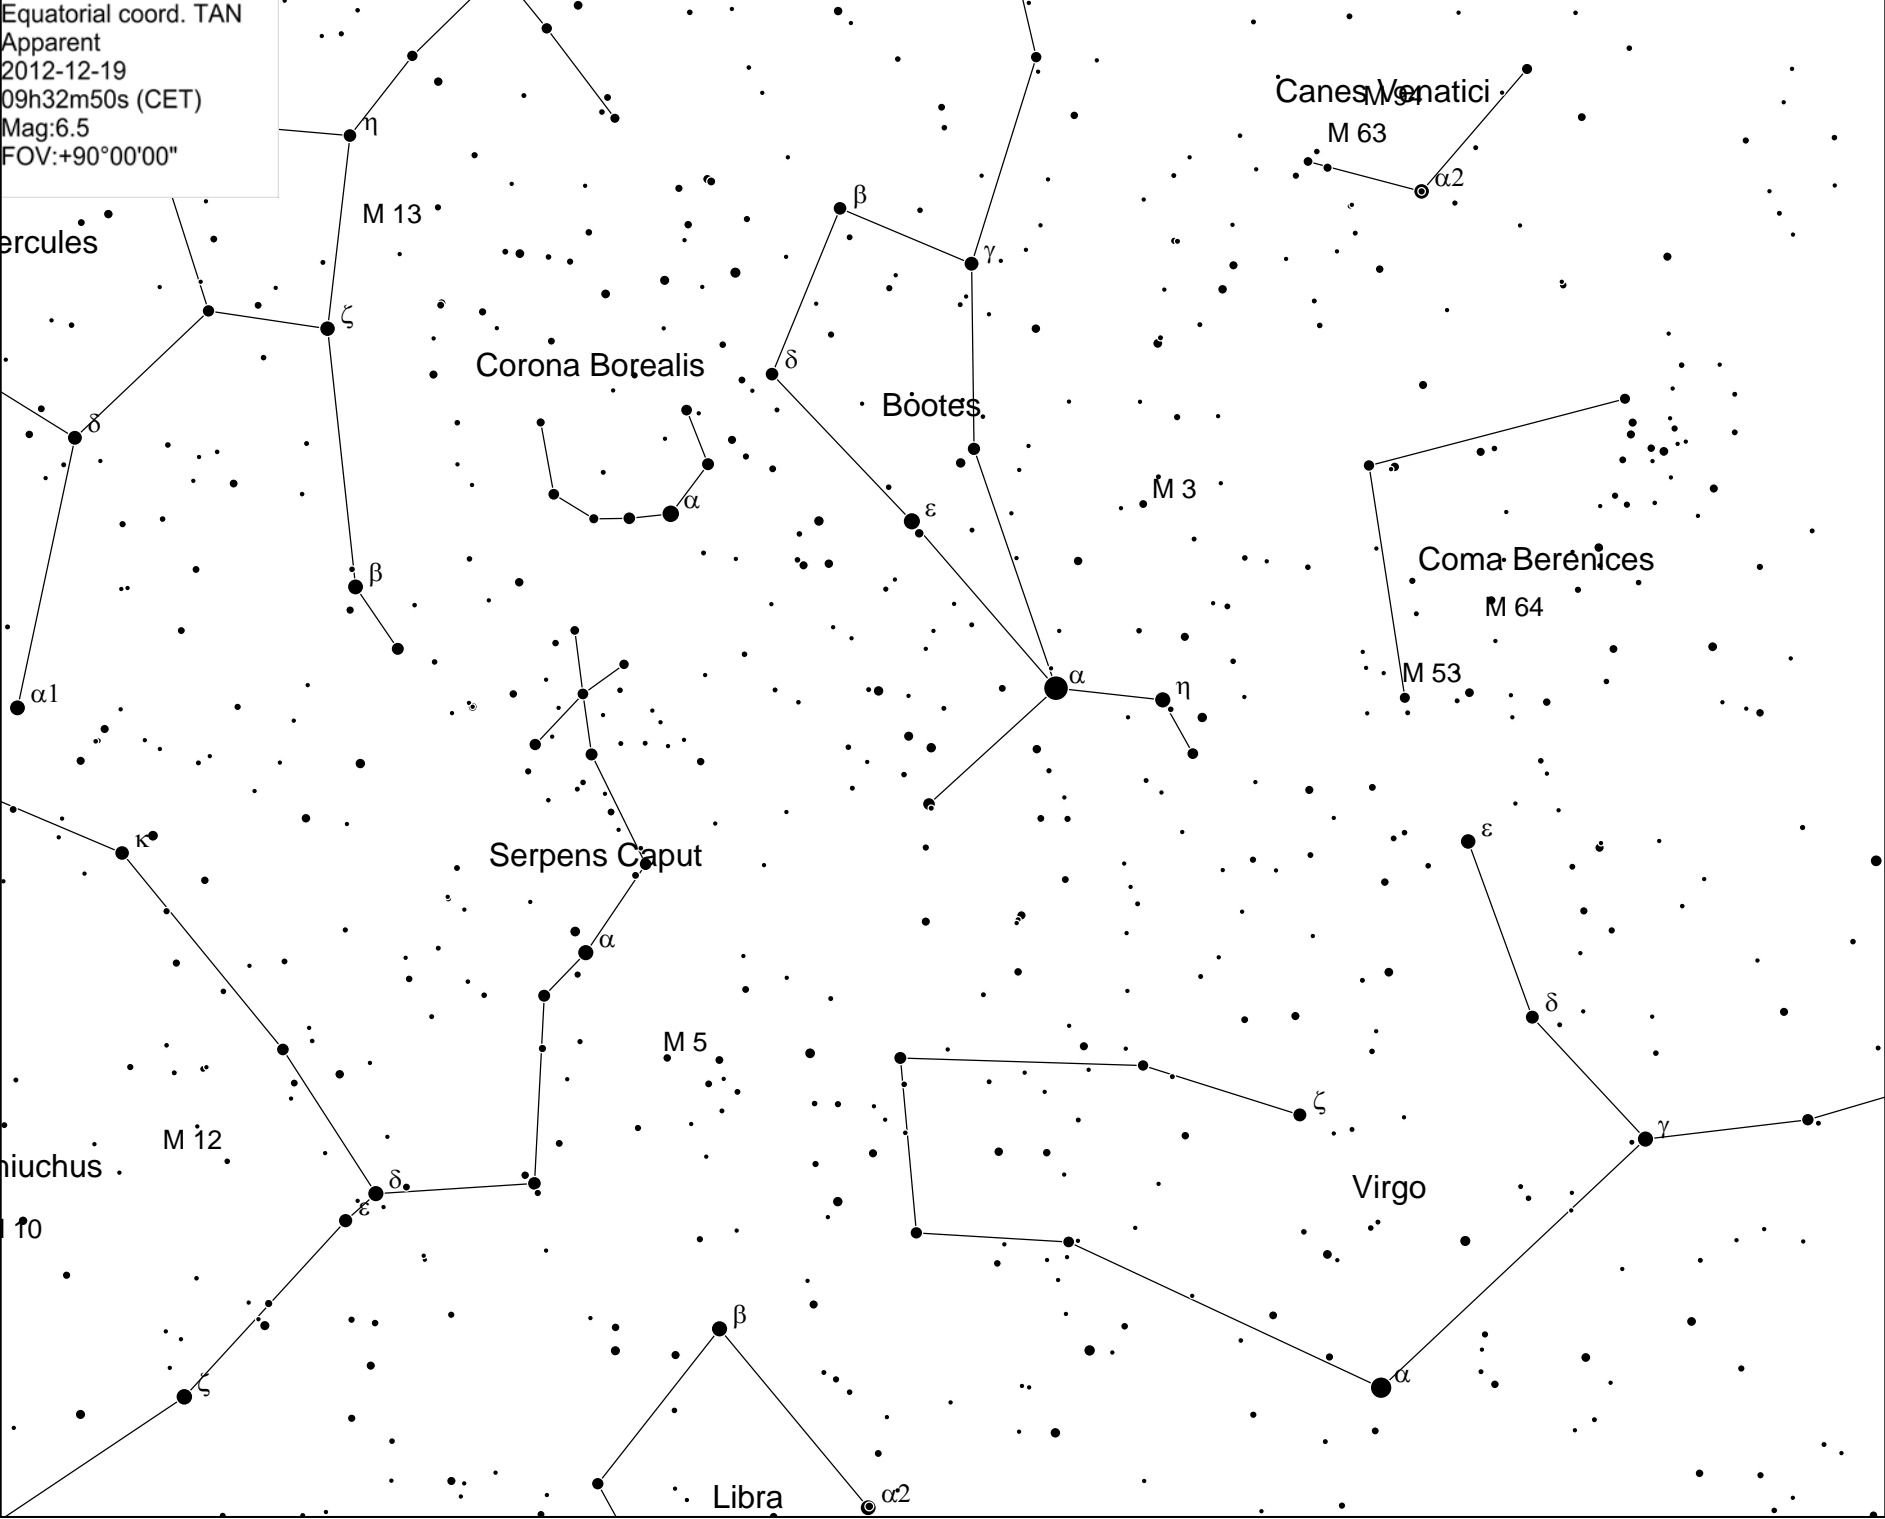 Equatorial coord. TAN
Apparent
2012-12-19
09h32m50s (CET)
Mag:6.5
FOV:+90°00'00"
Canes Venatici
M 94
M 63
α2
η
M 13
β
γ
ercules
ζ
δ
Corona Borealis
Bootes
δ
α
ε
M 3
Coma Berenices
M 64
β
M 53
α
η
α1
κ
ε
Serpens Caput
α
δ
M 5
ζ
γ
M 12
niuchus
δ
ε
Virgo
10
β
α
ζ
α2
Libra